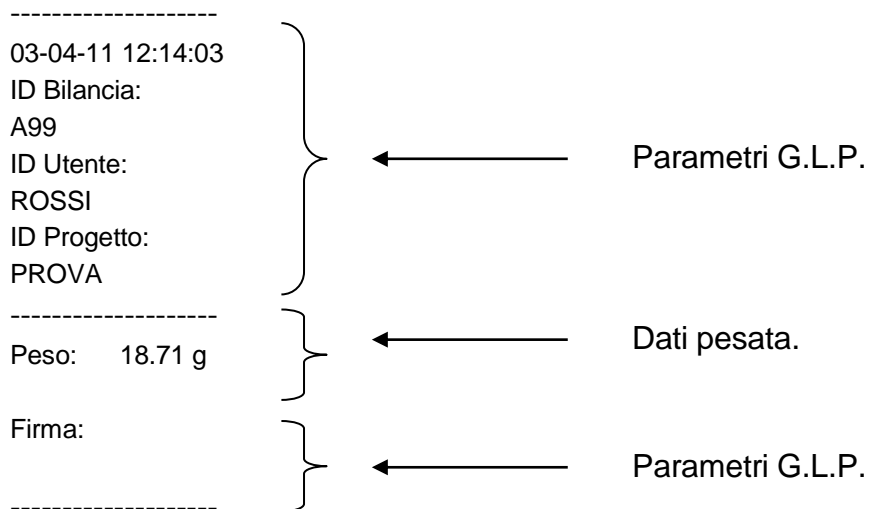 --------------------
03-04-11 12:14:03
ID Bilancia:
A99
ID Utente:
ROSSI
ID Progetto:
PROVA
Parametri G.L.P.
--------------------
Peso: 18.71 g
Dati pesata.
Firma:
Parametri G.L.P.
--------------------